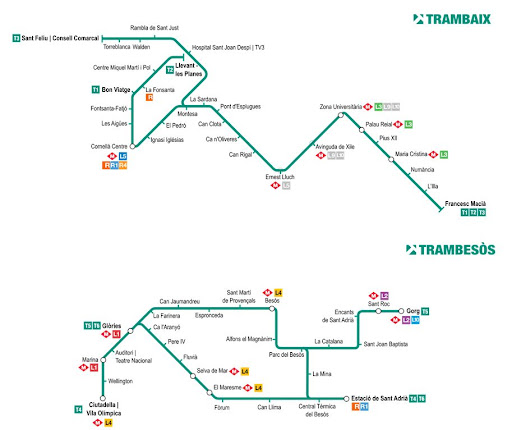 TRAMBAIX
Rambla de Sant Just
T3 Sant Feliu | Consell Comarcal
Torreblanca Walden
Hospital Sant Joan Despí | TV3
Centre Miquel Martí i Pol
T2 Llevant
les Planes
T1 Bon Viatge
La Fonsanta
R
Fontsanta-Fatjó
La Sardana
Montesa
Pont d'Esplugues
Zona Universitària M L3 L9 L10
Les Aigües
El Pedró
Can Clota
Palau Reial M L3
Ca n'Oliveres
Pius XII
Cornellà Centre
M L5
R R1 R4
Ignasi Iglésias
Can Rigal
Avinguda de Xile
Maria Cristina M L3
Ernest Lluch
M
Numància
L'Illa
Francesc Macià
T1 T2 T3
TRAMBESÒS
Sant Martí
de Provençals
M L4
Besòs
M L2
Sant Roc
Can Jaumandreu
Encants
de Sant Adrià
Gorg T5
M L2 L10
La Farinera
Espronceda
T5 T6 Glòries
M L1
Ca l'Aranyó
Alfons el Magnànim
La Catalana
Sant Joan Baptista
Pere IV
Auditori |
Teatre Nacional
Parc del Besòs
Marina
M L1
Fluvià
Selva de Mar M L4
La Mina
Wellington
El Maresme M L4
Ciutadella |
Vila Olímpica
T4
M L4
Fòrum
Can Llima
Central Tèrmica
del Besòs
Estació de Sant Adrià T4 T6
R R1